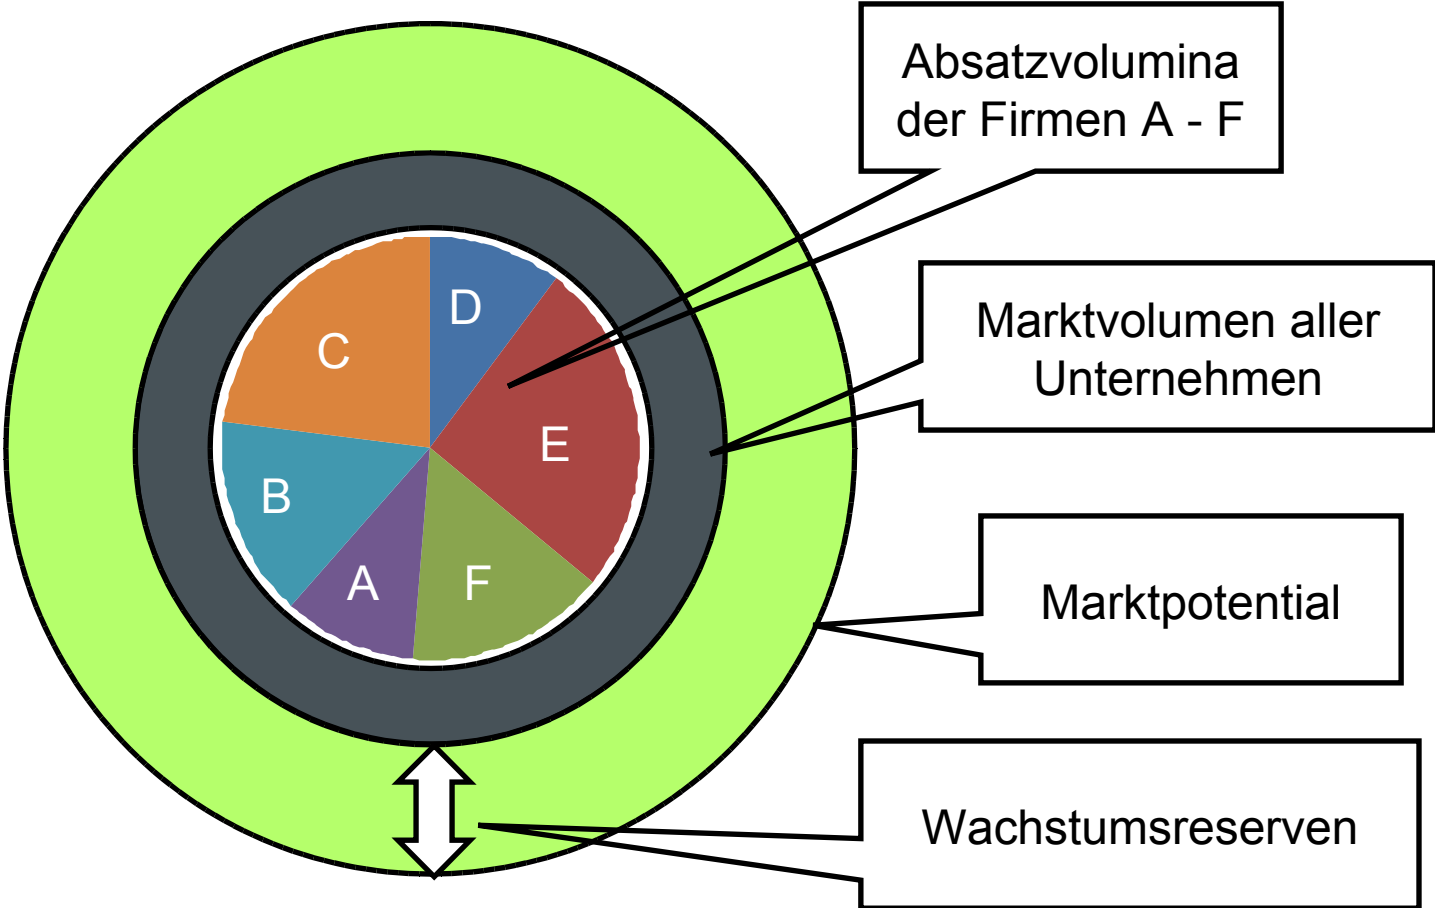 Absatzvolumina
der Firmen A - F
Marktvolumen aller
Unternehmen
Marktpotential
Wachstumsreserven
D
C
E
B
A
F